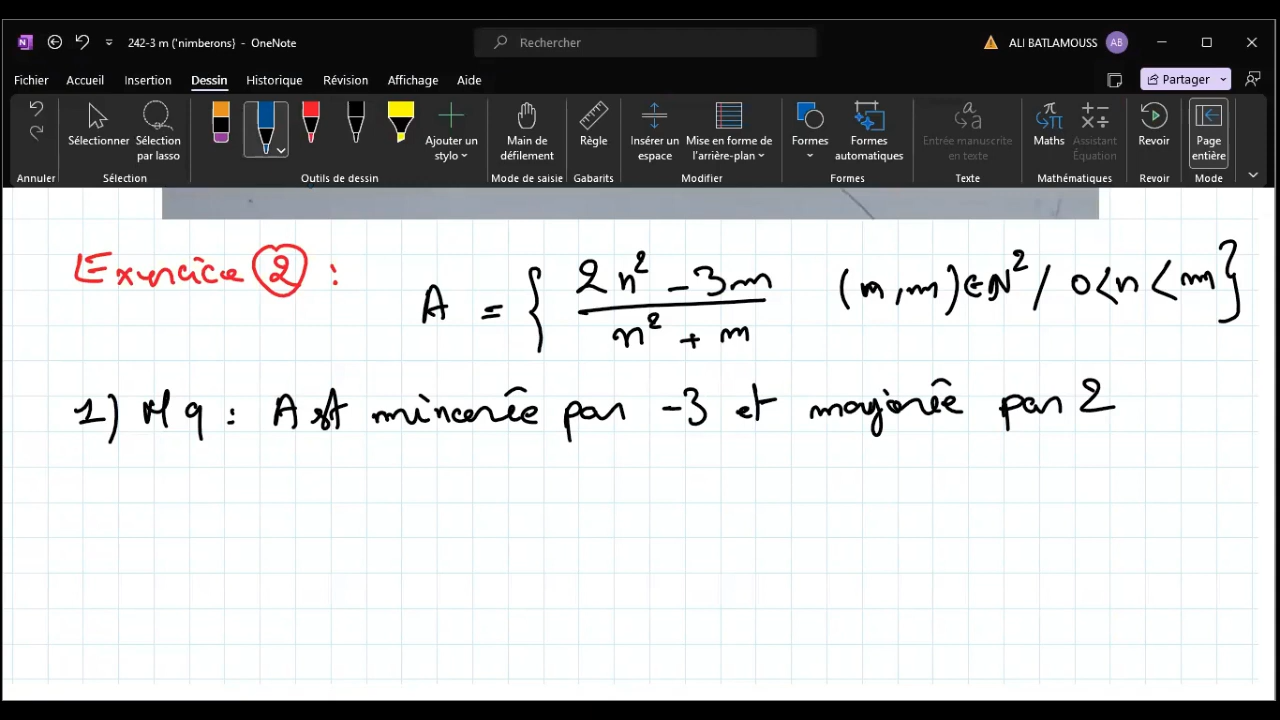 242-3 m ('nimberons} - OneNote
Rechercher
ALI BATLAMOUSS AB
Fichier Accueil Insertion Dessin Historique Révision Affichage Aide Partager
Annuler
Sélectionner
Sélection par lasso
Sélection
Outils de dessin
Ajouter un stylo
Main de défilement
Mode de saisie
Règle
Gabarits
Insérer un espace
Mise en forme de l'arrière-plan
Modifier
Formes
Formes automatiques
Formes
Entrée manuscrite en texte
Texte
Maths
Assistant Équation
Mathématiques
Revoir
Revoir
Page entière
Mode
Exercice 2 :
A = { (2n² - 3m)/(n² + m) (n,m) ∈ N² / 0<n<m }
1) Mq : A est minorée par -3 et majorée par 2